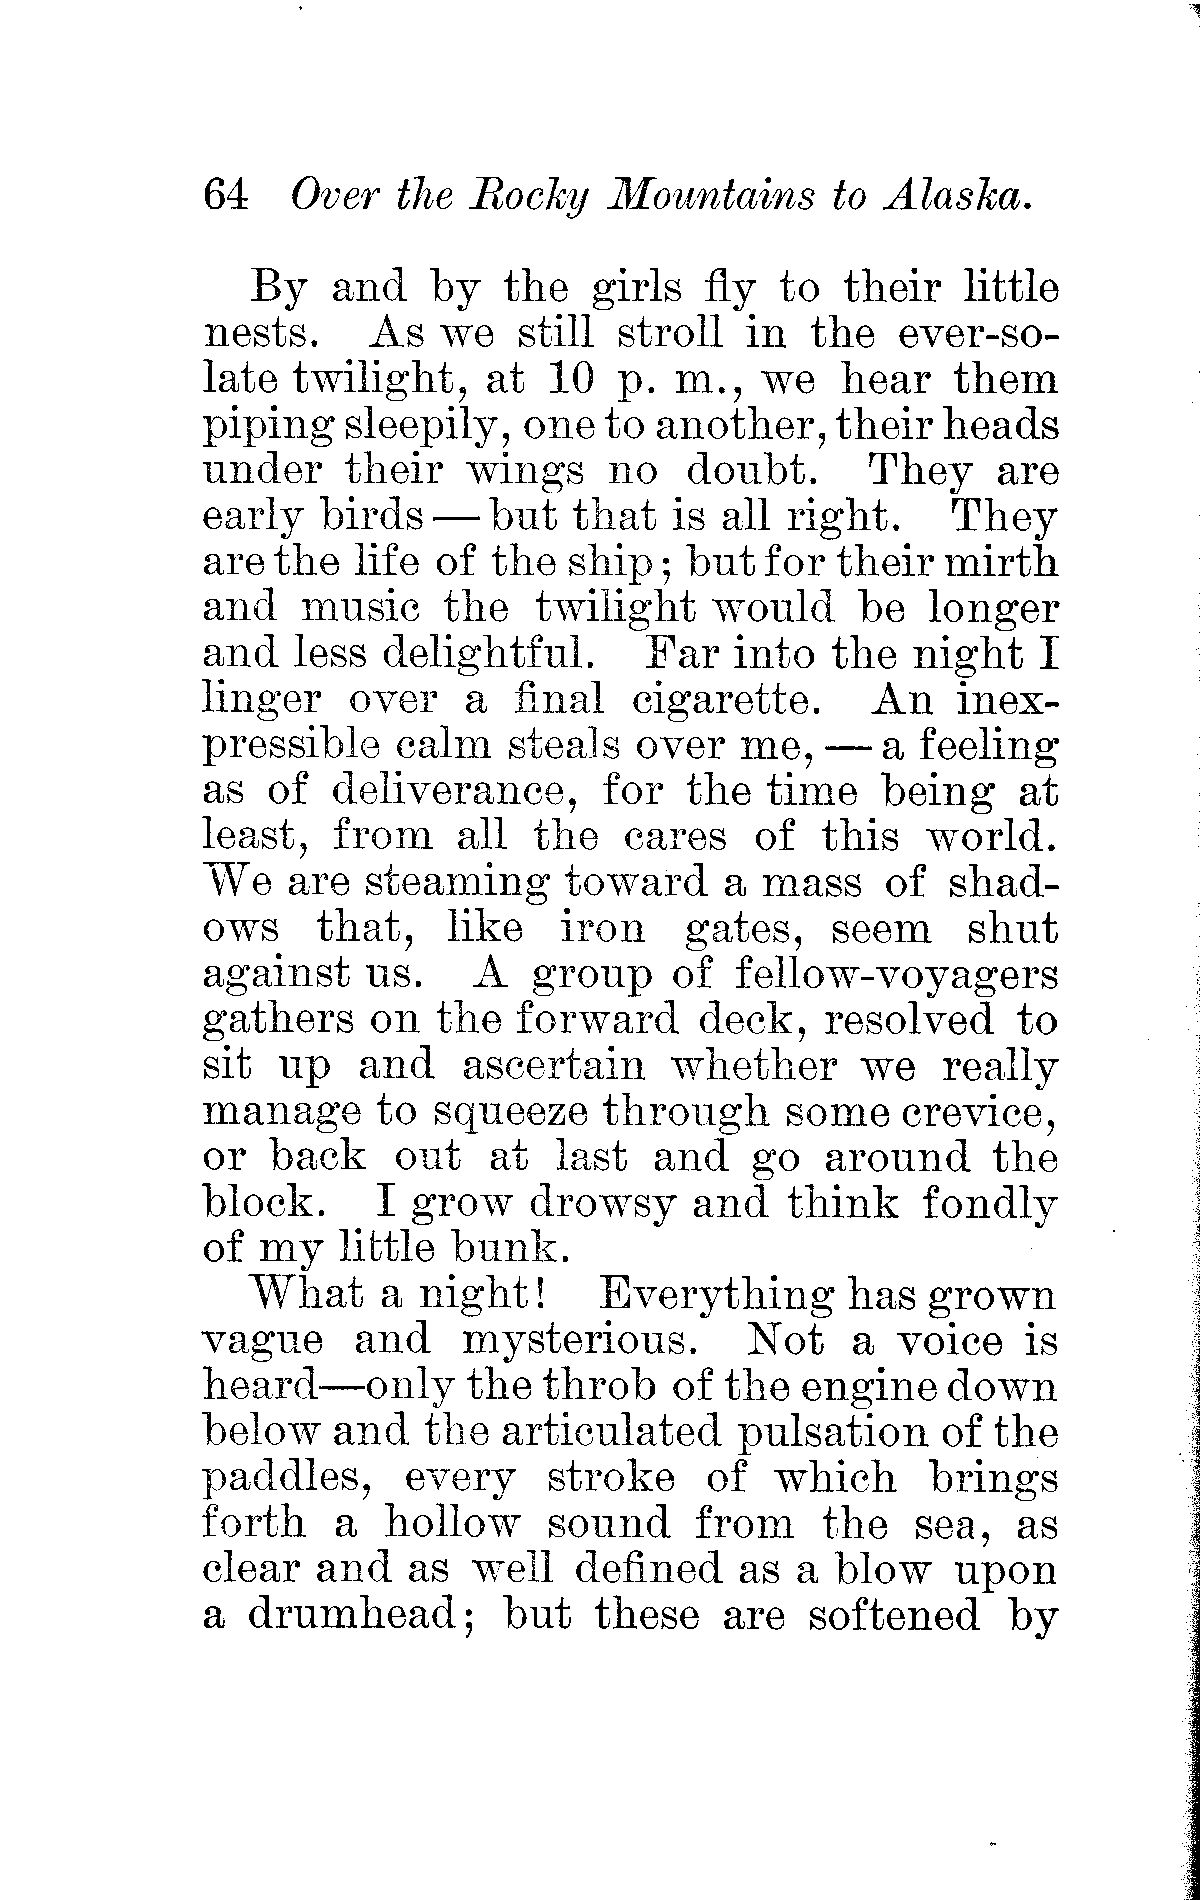 64 Over the Rocky Mountains to Alaska.
By and by the girls fly to their little
nests. As we still stroll in the ever-so-
late twilight, at 10 p. m., we hear them
piping sleepily, one to another, their heads
under their wings no doubt. They are
early birds — but that is all right. They
are the life of the ship; but for their mirth
and music the twilight would be longer
and less delightful. Far into the night I
linger over a final cigarette. An inex-
pressible calm steals over me, — a feeling
as of deliverance, for the time being at
least, from all the cares of this world.
We are steaming toward a mass of shad-
ows that, like iron gates, seem shut
against us. A group of fellow-voyagers
gathers on the forward deck, resolved to
sit up and ascertain whether we really
manage to squeeze through some crevice,
or back out at last and go around the
block. I grow drowsy and think fondly
of my little bunk.
What a night! Everything has grown
vague and mysterious. Not a voice is
heard—only the throb of the engine down
below and the articulated pulsation of the
paddles, every stroke of which brings
forth a hollow sound from the sea, as
clear and as well defined as a blow upon
a drumhead; but these are softened by